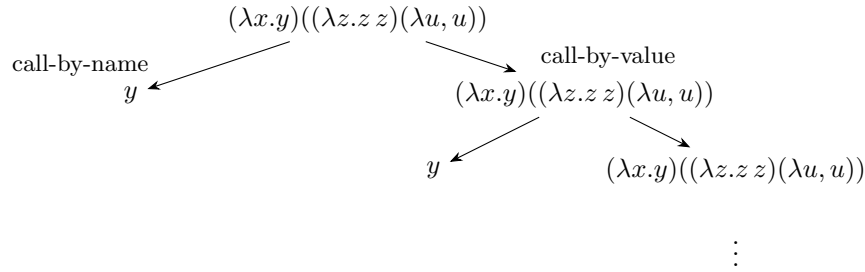 (λx.y)((λz.z z)(λu, u))
call-by-name
call-by-value
y
(λx.y)((λz.z z)(λu, u))
y
(λx.y)((λz.z z)(λu, u))
⋮